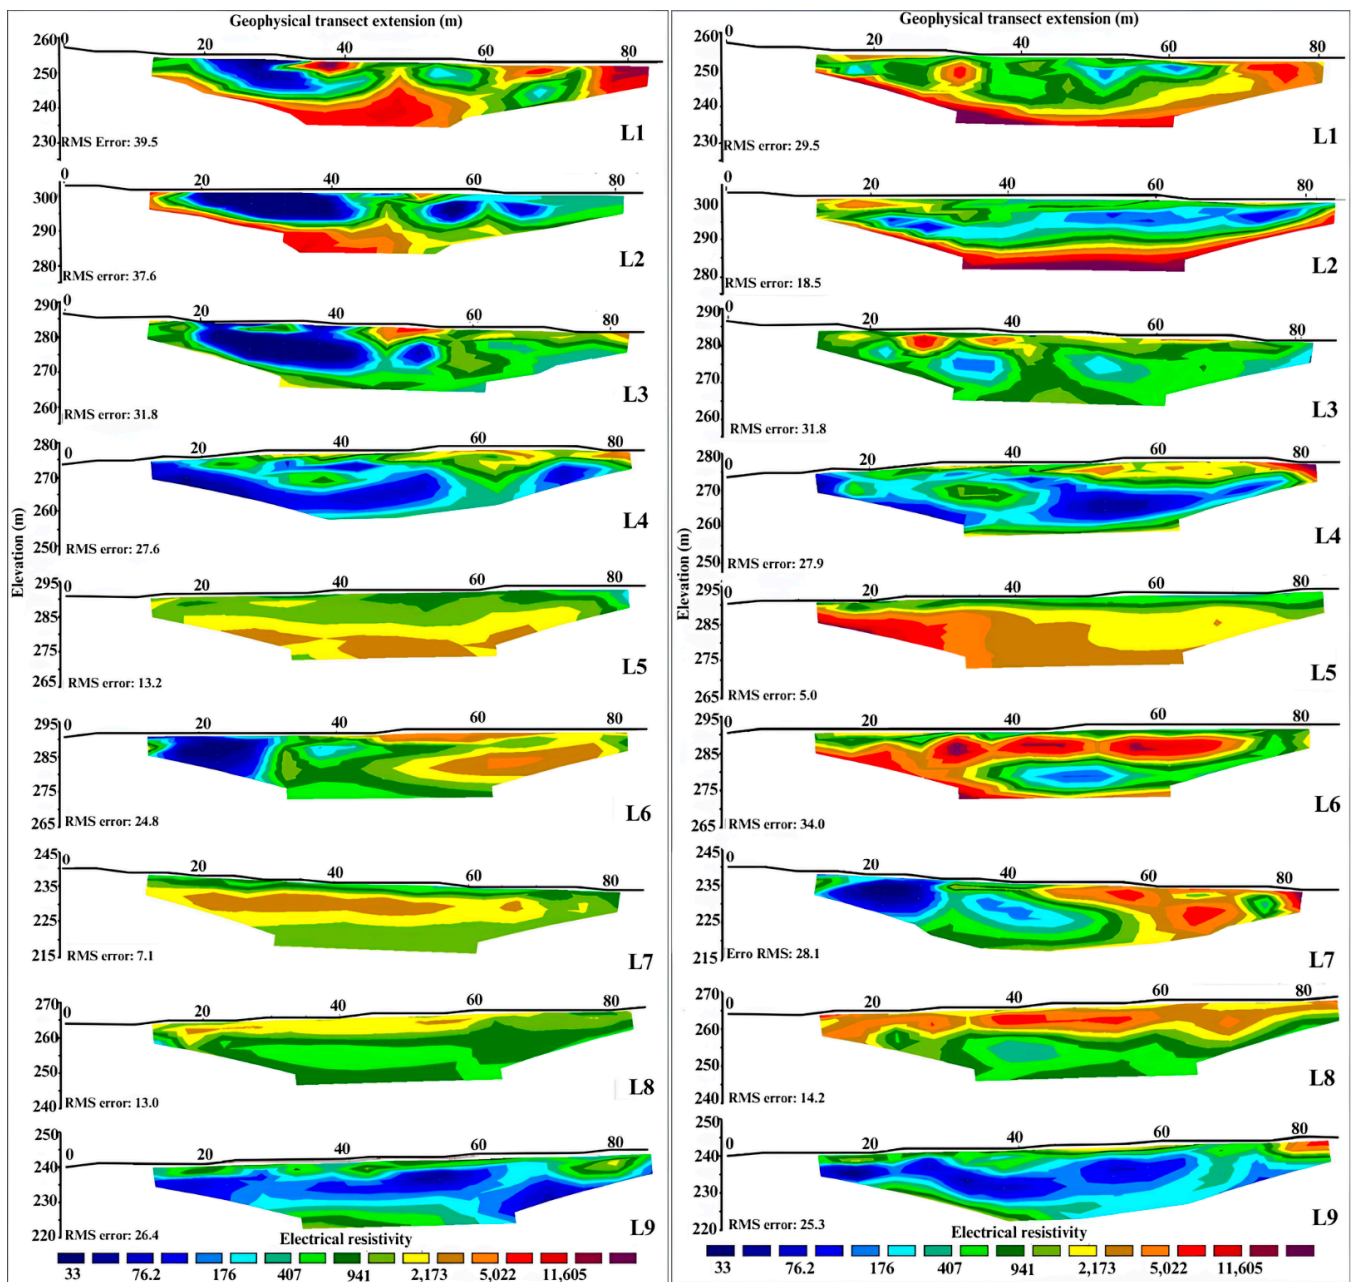 Geophysical transect extension (m)
0 20 40 60 80
260
250
240
230
RMS Error: 39.5
L1
0 20 40 60 80
300
290
280
RMS error: 37.6
L2
0 20 40 60 80
290
280
270
260
RMS error: 31.8
L3
0 20 40 60 80
280
270
260
250
RMS error: 27.6
L4
Elevation (m)
0 20 40 60 80
295
285
275
265
RMS error: 13.2
L5
20 40 60 80
295
285
275
265
RMS error: 24.8
L6
0 20 40 60 80
245
235
225
215
RMS error: 7.1
L7
0 20 40 60 80
270
260
250
240
RMS error: 13.0
L8
0 20 40 60 80
250
240
230
220
RMS error: 26.4
L9
Electrical resistivity
33 76.2 176 407 941 2,173 5,022 11,605
Geophysical transect extension (m)
0 20 40 60 80
260
250
240
230
RMS error: 29.5
L1
0 20 40 60 80
300
290
280
RMS error: 18.5
L2
0 20 40 60 80
290
280
270
260
RMS error: 31.8
L3
0 20 40 60 80
280
270
260
250
RMS error: 27.9
L4
Elevation (m)
0 20 40 60 80
295
285
275
265
RMS error: 5.0
L5
0 20 40 60 80
295
285
275
265
RMS error: 34.0
L6
0 20 40 60 80
245
235
225
215
Erro RMS: 28.1
L7
0 20 40 60 80
270
260
250
240
RMS error: 14.2
L8
0 20 40 60 80
250
240
230
220
RMS error: 25.3
L9
Electrical resistivity
33 76.2 176 407 941 2,173 5,022 11,605